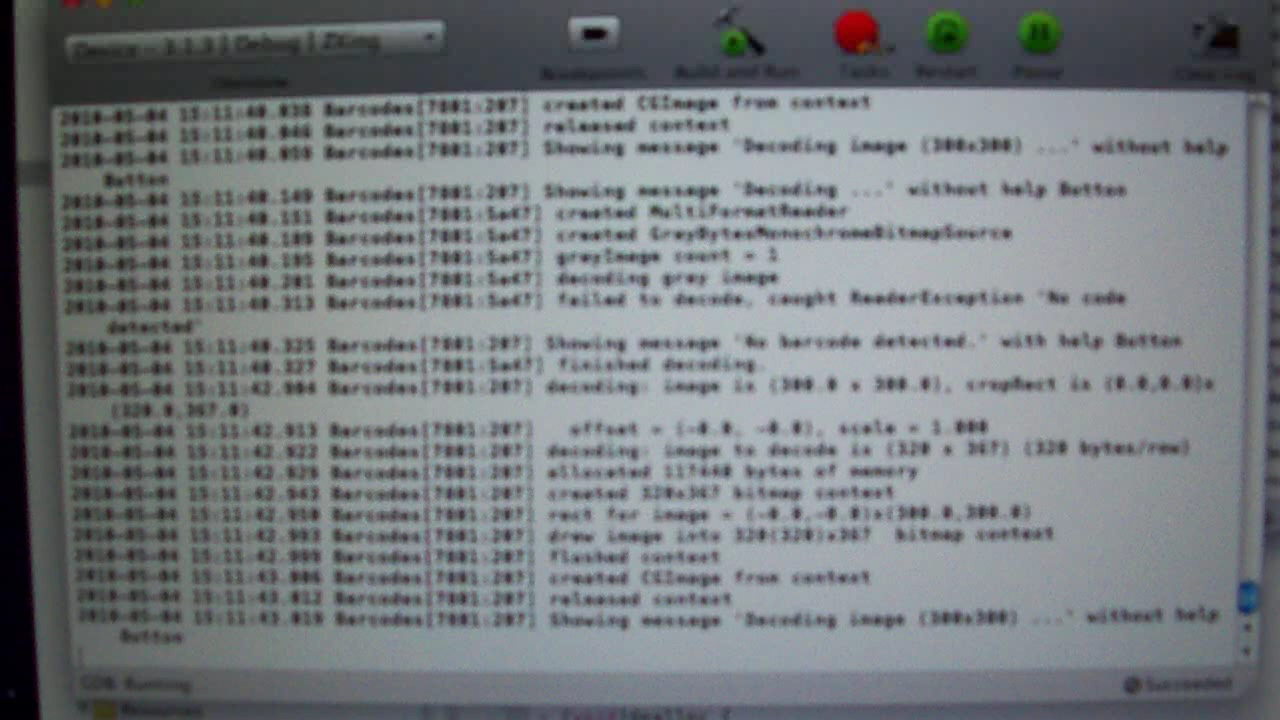 Device - 3.1.3 | Debug | ZXing
Breakpoints Build and Run Tasks Restart Pause Clear Log
2010-05-04 15:11:40.038 Barcodes[7001:207] created CGImage from context
2010-05-04 15:11:40.046 Barcodes[7001:207] released context
2010-05-04 15:11:40.059 Barcodes[7001:207] Showing message 'Decoding image (300x300) ...' without help
Button
2010-05-04 15:11:40.149 Barcodes[7001:207] Showing message 'Decoding ...' without help Button
2010-05-04 15:11:40.151 Barcodes[7001:5a47] created MultiFormatReader
2010-05-04 15:11:40.189 Barcodes[7001:5a47] created GreyBytesMonochromeBitmapSource
2010-05-04 15:11:40.195 Barcodes[7001:5a47] grayImage count = 1
2010-05-04 15:11:40.201 Barcodes[7001:5a47] decoding gray image
2010-05-04 15:11:40.313 Barcodes[7001:5a47] failed to decode, caught ReaderException 'No code
detected'
2010-05-04 15:11:40.325 Barcodes[7001:207] Showing message 'No barcode detected.' with help Button
2010-05-04 15:11:40.327 Barcodes[7001:5a47] finished decoding.
2010-05-04 15:11:42.904 Barcodes[7001:207] decoding: image is (300.0 x 300.0), cropRect is (0.0,0.0)x
(320.0,367.0)
2010-05-04 15:11:42.913 Barcodes[7001:207] offset = (-0.0, -0.0), scale = 1.000
2010-05-04 15:11:42.922 Barcodes[7001:207] decoding: image to decode is (320 x 367) (320 bytes/row)
2010-05-04 15:11:42.929 Barcodes[7001:207] allocated 117440 bytes of memory
2010-05-04 15:11:42.943 Barcodes[7001:207] created 320x367 bitmap context
2010-05-04 15:11:42.950 Barcodes[7001:207] rect for image = (-0.0,-0.0)x(300.0,300.0)
2010-05-04 15:11:42.993 Barcodes[7001:207] drew image into 320(320)x367 bitmap context
2010-05-04 15:11:42.999 Barcodes[7001:207] flushed context
2010-05-04 15:11:43.006 Barcodes[7001:207] created CGImage from context
2010-05-04 15:11:43.012 Barcodes[7001:207] released context
2010-05-04 15:11:43.019 Barcodes[7001:207] Showing message 'Decoding image (300x300) ...' without help
Button
GDB: Running
Succeeded
Resources